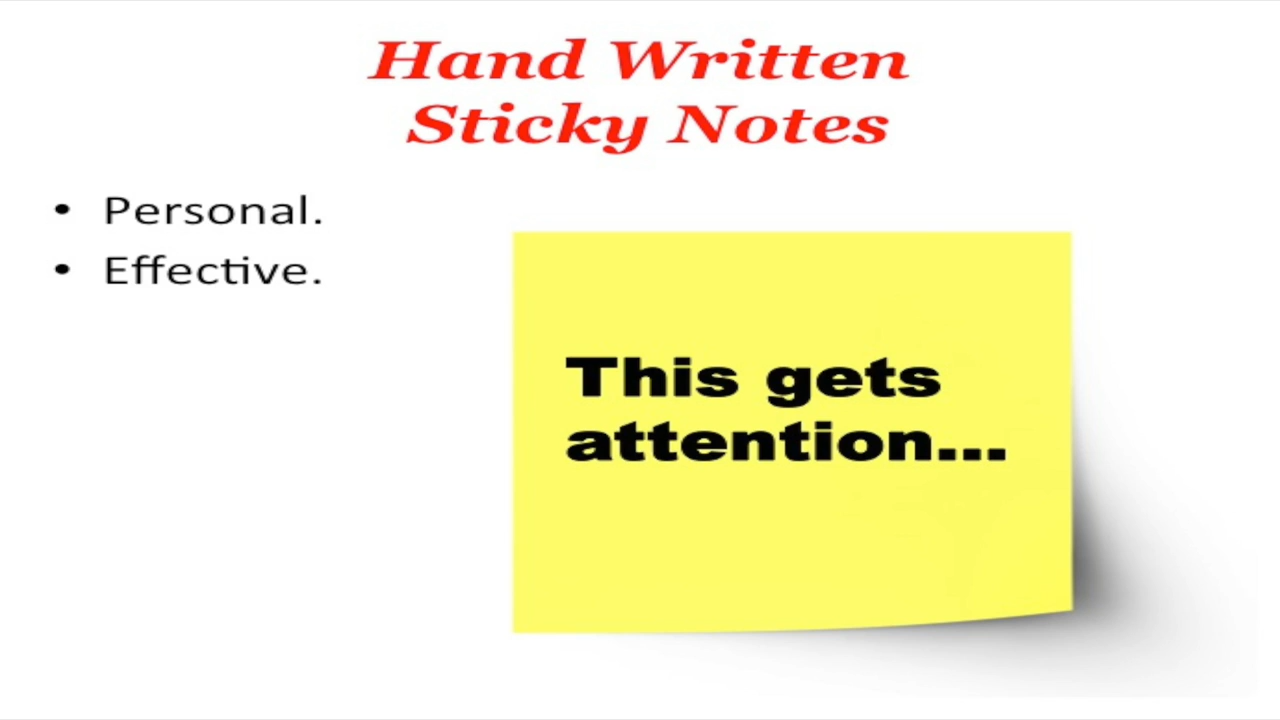 Hand Written
Sticky Notes
• Personal.
• Effective.
This gets
attention...